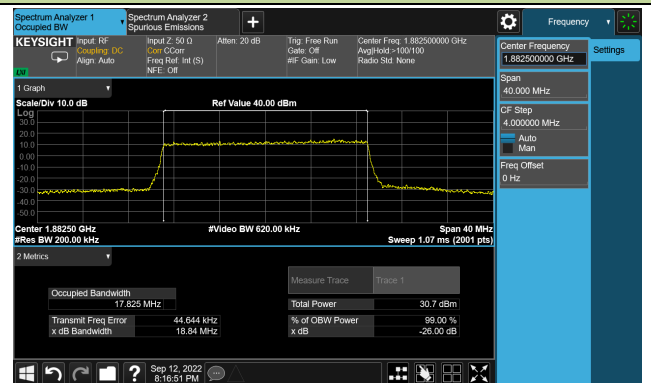 Spectrum Analyzer 1
Occupied BW
Spectrum Analyzer 2
Spurious Emissions
+
Frequency
KEYSIGHT
Input: RF
Coupling: DC
Align: Auto
Input Z: 50 Ω
Corr CCorr
Freq Ref: Int (S)
NFE: Off
Atten: 20 dB
Trig: Free Run
Gate: Off
#IF Gain: Low
Center Freq: 1.882500000 GHz
Avg|Hold:>100/100
Radio Std: None
LXI
Center Frequency
1.882500000 GHz
Settings
Span
40.000 MHz
CF Step
4.000000 MHz
Auto
Man
Freq Offset
0 Hz
1 Graph
Scale/Div 10.0 dB
Ref Value 40.00 dBm
Log
30.0
20.0
10.0
0.00
-10.0
-20.0
-30.0
-40.0
-50.0
Center 1.88250 GHz
#Video BW 620.00 kHz
Span 40 MHz
#Res BW 200.00 kHz
Sweep 1.07 ms (2001 pts)
2 Metrics
Measure Trace
Trace 1
Occupied Bandwidth
17.825 MHz
Total Power
30.7 dBm
Transmit Freq Error
44.644 kHz
% of OBW Power
99.00 %
x dB Bandwidth
18.84 MHz
x dB
-26.00 dB
?
Sep 12, 2022
8:16:51 PM